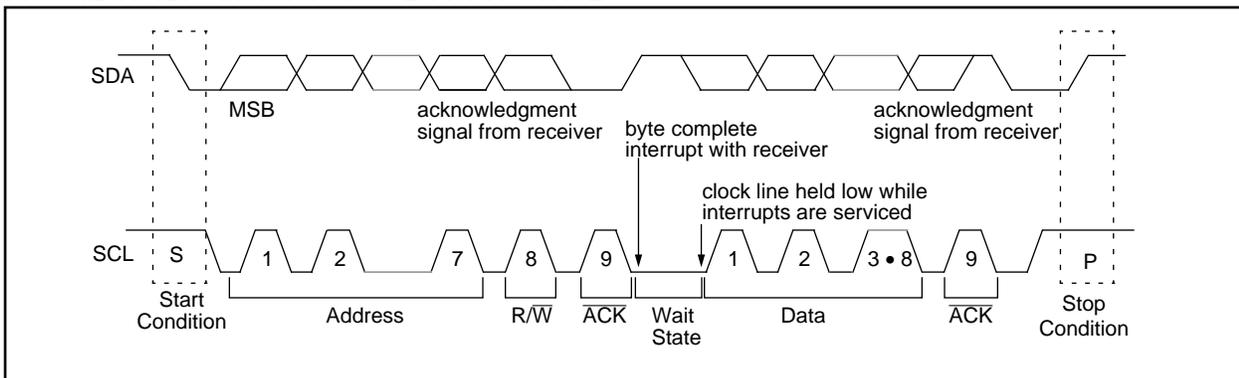 SDA
MSB
acknowledgment
signal from receiver
byte complete
interrupt with receiver
acknowledgment
signal from receiver
clock line held low while
interrupts are serviced
SCL
S
1
2
7
8
9
1
2
3 • 8
9
P
Start
Condition
Address
R/W̅
A̅C̅K̅
Wait
State
Data
A̅C̅K̅
Stop
Condition